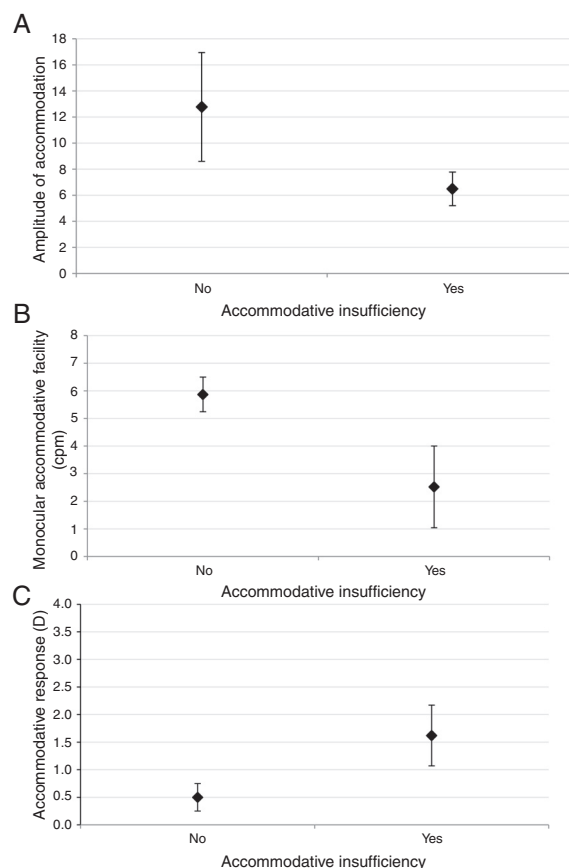 A
Amplitude of accommodation
18
16
14
12
10
8
6
4
2
0
No Yes
Accommodative insufficiency
B
Monocular accommodative facility
(cpm)
8
7
6
5
4
3
2
1
0
No Yes
Accommodative insufficiency
C
Accommodative response (D)
4.0
3.5
3.0
2.5
2.0
1.5
1.0
0.5
0.0
No Yes
Accommodative insufficiency